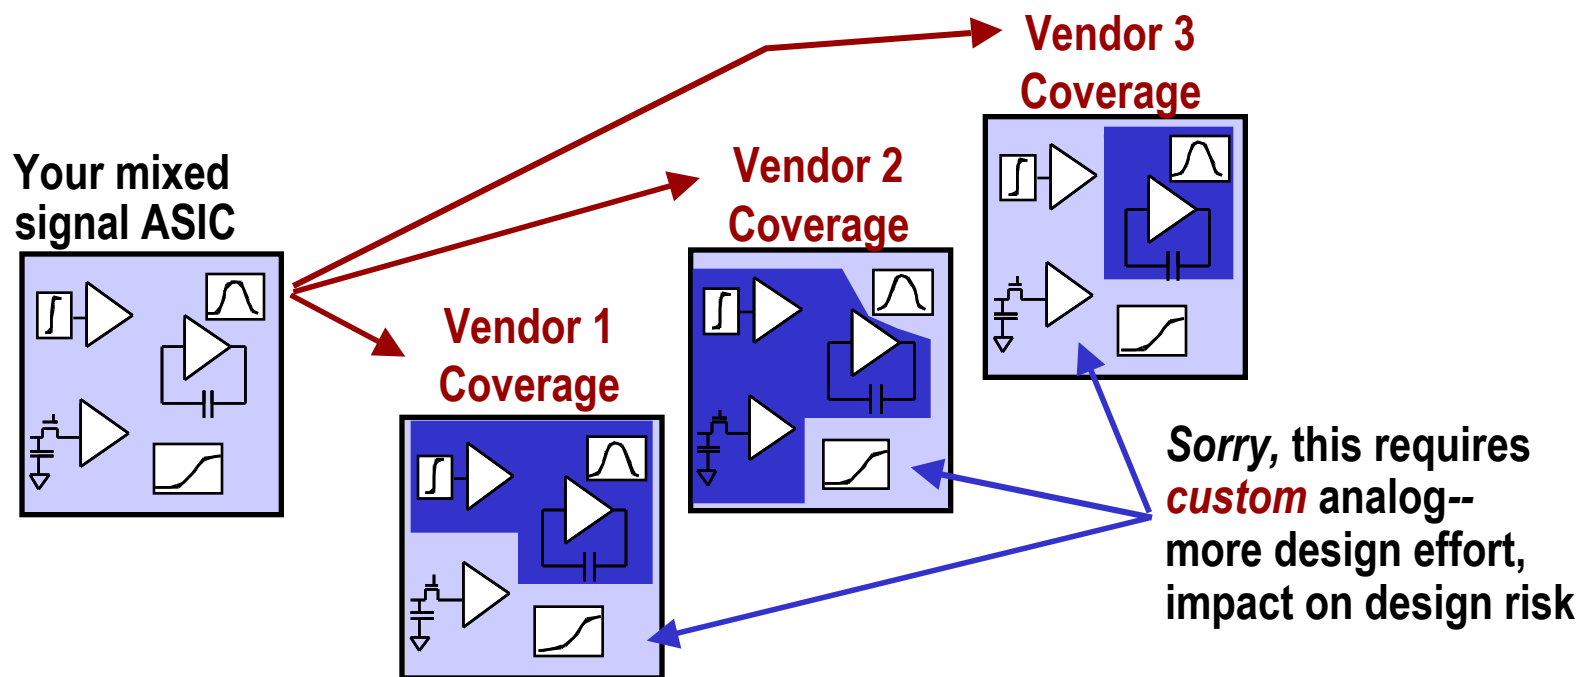 Your mixed
signal ASIC
Vendor 1
Coverage
Vendor 2
Coverage
Vendor 3
Coverage
Sorry, this requires
custom analog--
more design effort,
impact on design risk